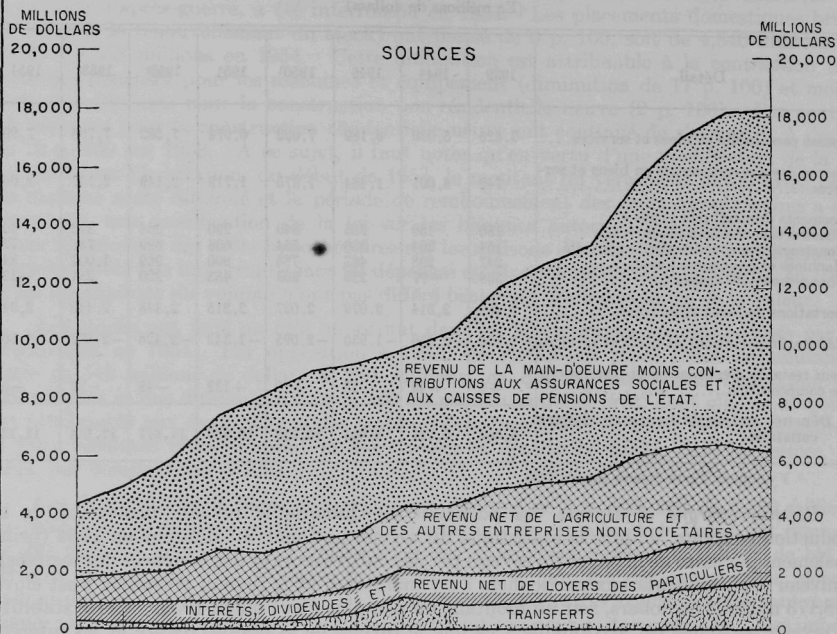 MILLIONS
DE DOLLARS
MILLIONS
DE DOLLARS
SOURCES
20,000
18,000
16,000
14,000
12,000
10,000
8,000
6,000
4,000
2,000
0
20,000
18,000
16,000
14,000
12,000
10,000
8,000
6,000
4,000
2 000
0
REVENU DE LA MAIN-D'OEUVRE MOINS CON-
TRIBUTIONS AUX ASSURANCES SOCIALES ET
AUX CAISSES DE PENSIONS DE L'ÉTAT.
REVENU NET DE L'AGRICULTURE ET
DES AUTRES ENTREPRISES NON SOCIÉTAIRES
INTÉRÊTS, DIVIDENDES ET REVENU NET DE LOYERS DES PARTICULIERS
TRANSFERTS